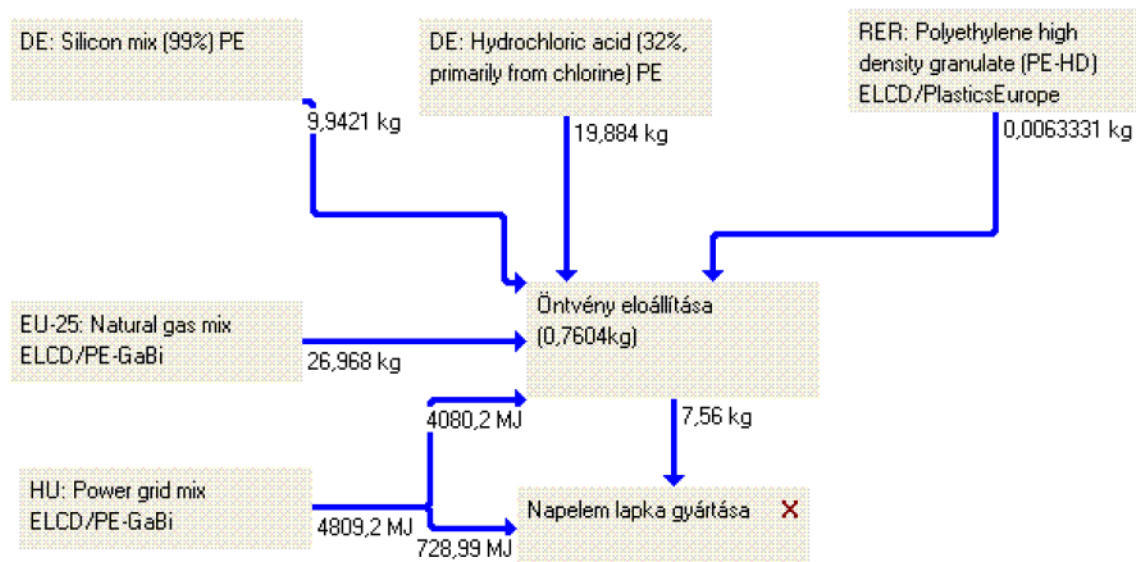 DE: Silicon mix (99%) PE
DE: Hydrochloric acid (32%,
primarily from chlorine) PE
RER: Polyethylene high
density granulate (PE-HD)
ELCD/PlasticsEurope
9,9421 kg
19,884 kg
0,0063331 kg
Öntvény eloállítása
(0,7604kg)
EU-25: Natural gas mix
ELCD/PE-GaBi
26,968 kg
4080,2 MJ
7,56 kg
HU: Power grid mix
ELCD/PE-GaBi
4809,2 MJ
728,99 MJ
Napelem lapka gyártása